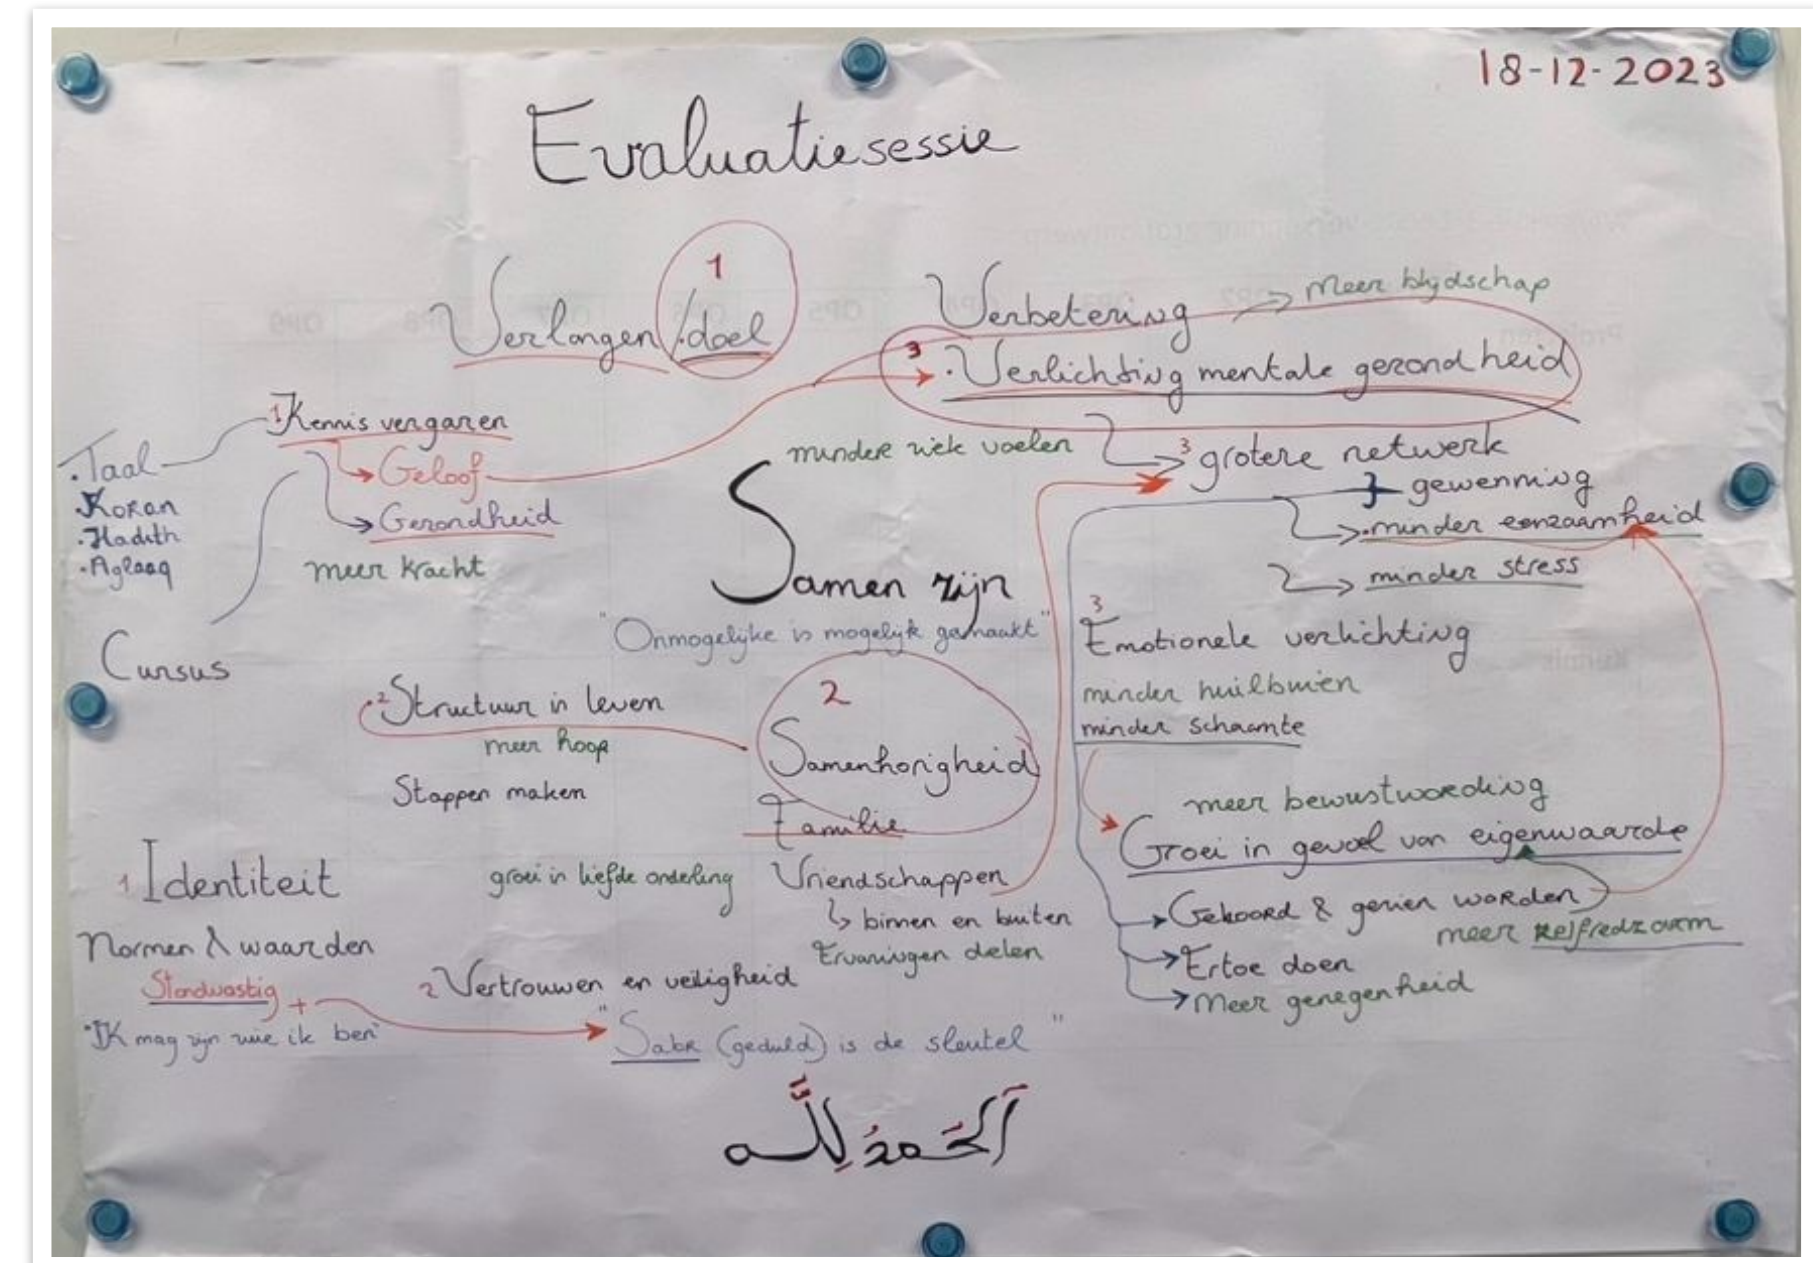 18-12-2023
Evaluatiesessie
1
Verlangen/doel
Verbetering
Meer blijdschap
3
·Verlichting mentale gezondheid
1 Kennis vergaren
·Taal
Geloof
Koran
·Hadith
·Aglaaq
Gezondheid
meer kracht
Cursus
minder ziek voelen
3 grotere netwerk
gewenning
·minder eenzaamheid
minder stress
Samen zijn
"Onmogelijke is mogelijk gemaakt"
3
Emotionele verlichting
minder huilbuien
minder schaamte
2 Structuur in leven
meer hoop
Stappen maken
2
Samenhorigheid
Familie
groei in liefde onderling
Vriendschappen
binnen en buiten
Ervaringen delen
meer bewustwording
Groei in gevoel van eigenwaarde
Gehoord & gezien worden
meer zelfredzaam
Ertoe doen
Meer genegenheid
1 Identiteit
Normen & waarden
Standvastig +
"IK mag zijn wie ik ben"
2 Vertrouwen en veiligheid
"Sabr (geduld) is de sleutel"
اَلْحَمْدُ لِلَّه